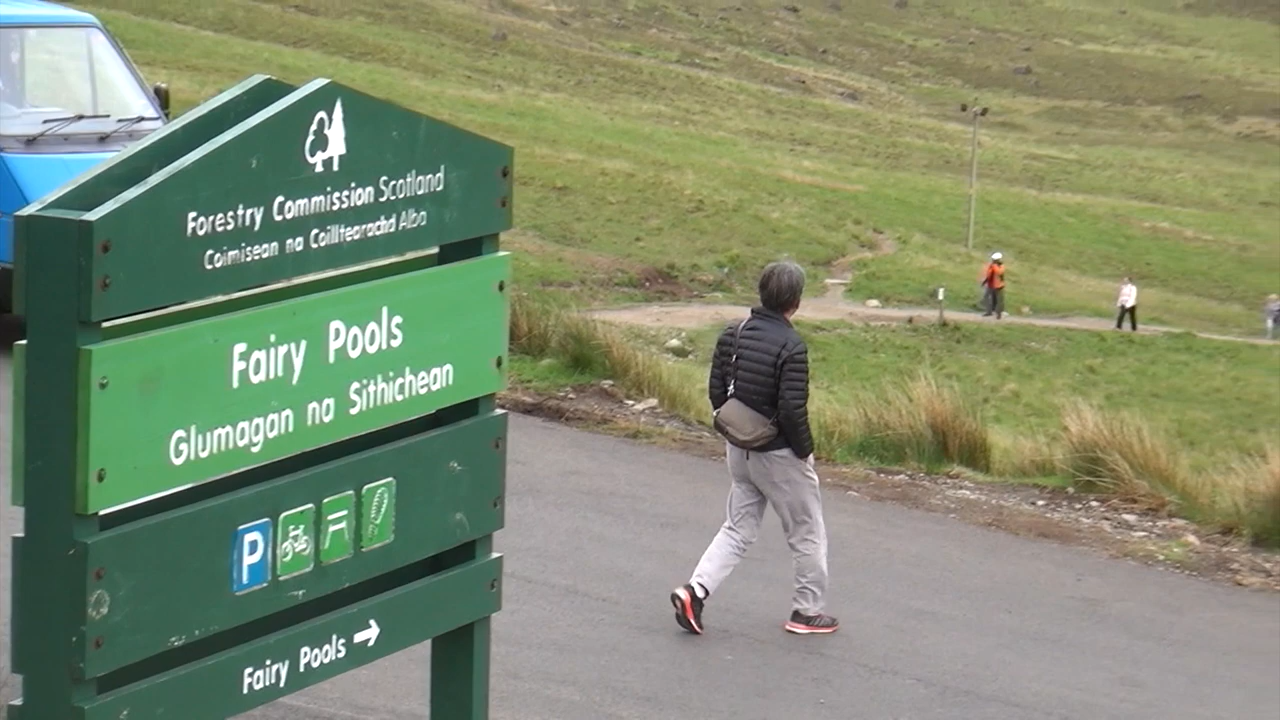 Forestry Commission Scotland
Coimisean na Coilltearachd Alba
Fairy Pools
Glumagan na Sithichean
P
Fairy Pools →